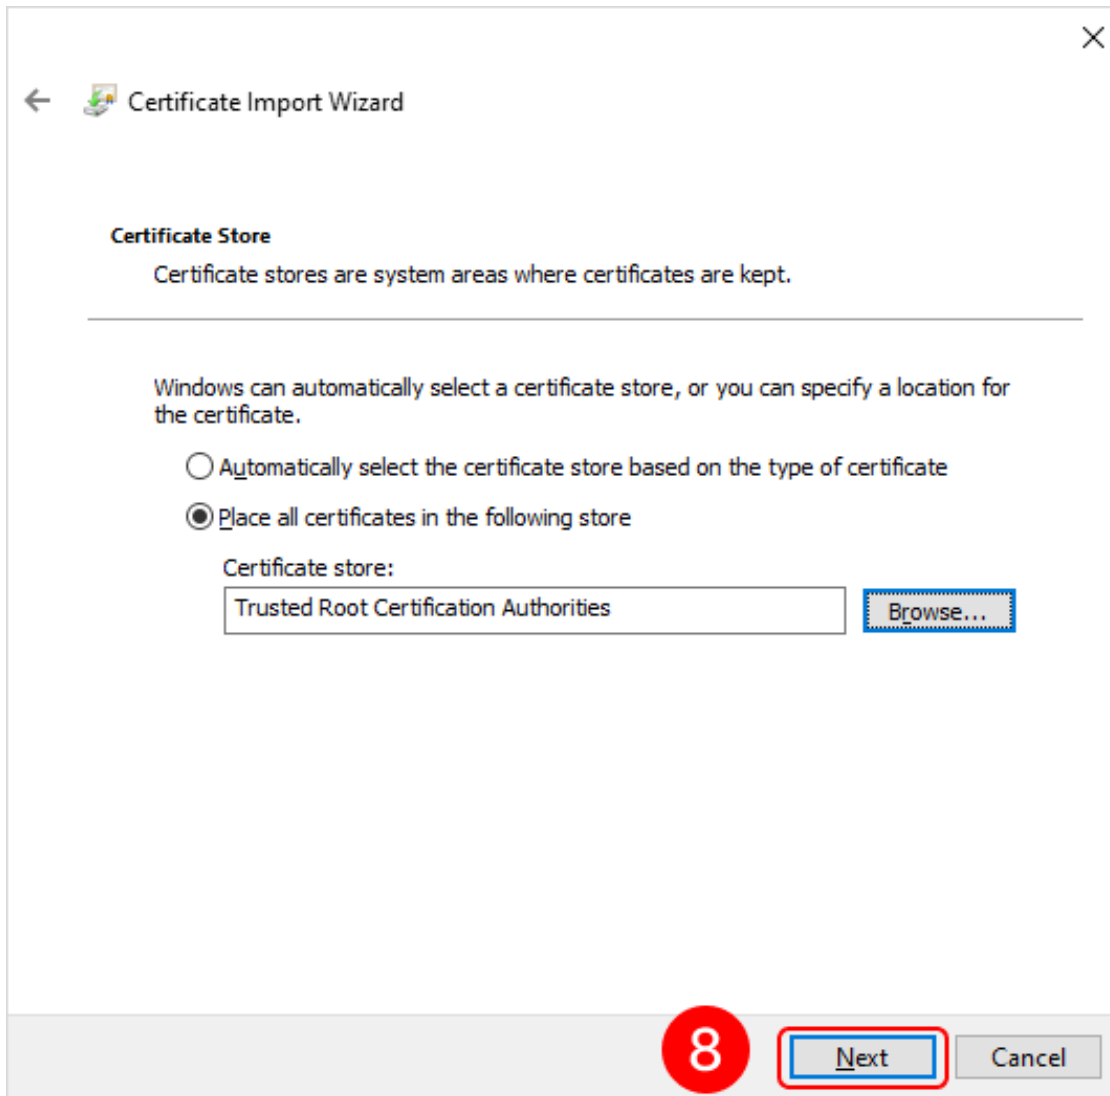 Certificate Import Wizard
Certificate Store
Certificate stores are system areas where certificates are kept.
Windows can automatically select a certificate store, or you can specify a location for
the certificate.
Automatically select the certificate store based on the type of certificate
Place all certificates in the following store
Certificate store:
Trusted Root Certification Authorities
Browse...
8
Next
Cancel